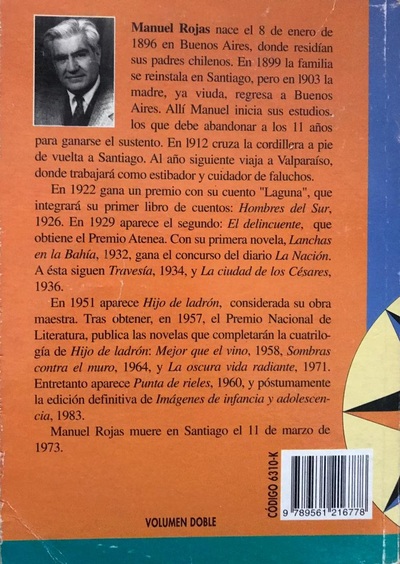 Manuel Rojas nace el 8 de enero de
1896 en Buenos Aires, donde residían
sus padres chilenos. En 1899 la familia
se reinstala en Santiago, pero en l903 la
madre, ya viuda, regresa a Buenos
Aires. Allí Manuel inicia sus estudios,
los que debe abandonar a los 11 años
para ganarse el sustento. En l912 cruza la cordillera a pie
de vuelta a Santiago. Al año siguiente viaja a Valparaíso,
donde trabajará como estibador y cuidador de faluchos.
En 1922 gana un premio con su cuento "Laguna", que
integrará su primer libro de cuentos: Hombres del Sur,
1926. En 1929 aparece el segundo: El delincuente, que
obtiene el Premio Atenea. Con su primera novela, Lanchas
en la Bahía, 1932, gana el concurso del diario La Nación.
A ésta siguen Travesía, 1934, y La ciudad de los Césares,
1936.
En 1951 aparece Hijo de ladrón, considerada su obra
maestra. Tras obtener, en 1957, el Premio Nacional de
Literatura, publica las novelas que completarán la cuatrilo-
gía de Hijo de ladrón: Mejor que el vino, 1958, Sombras
contra el muro, 1964, y La oscura vida radiante, 1971.
Entretanto aparece Punta de rieles, 1960, y póstumamente
la edición definitiva de Imágenes de infancia y adolescen-
cia, 1983.
Manuel Rojas muere en Santiago el 11 de marzo de
1973.
CÓDIGO 6310-K
9 789561 216778
VOLUMEN DOBLE